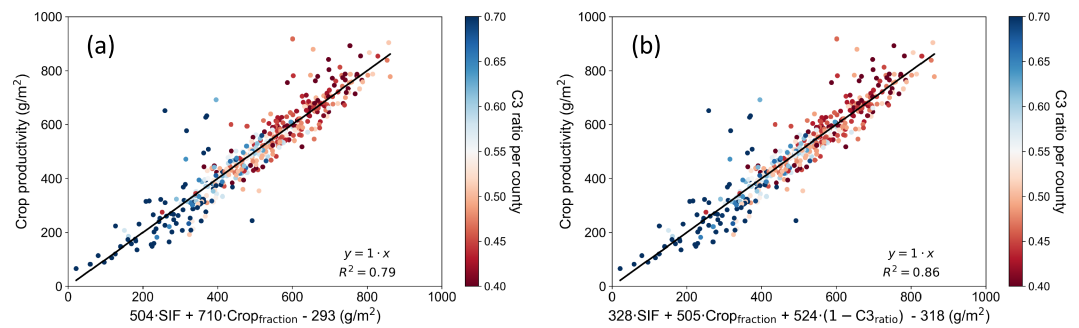 (a)
Crop productivity (g/m²)
1000
800
600
400
200
0
0 200 400 600 800 1000
504·SIF + 710·Crop_fraction - 293 (g/m²)
y = 1 · x
R² = 0.79
0.70
0.65
0.60
0.55
0.50
0.45
0.40
C3 ratio per county
(b)
Crop productivity (g/m²)
1000
800
600
400
200
0
0 200 400 600 800 1000
328·SIF + 505·Crop_fraction + 524·(1 − C3_ratio) - 318 (g/m²)
y = 1 · x
R² = 0.86
0.70
0.65
0.60
0.55
0.50
0.45
0.40
C3 ratio per county